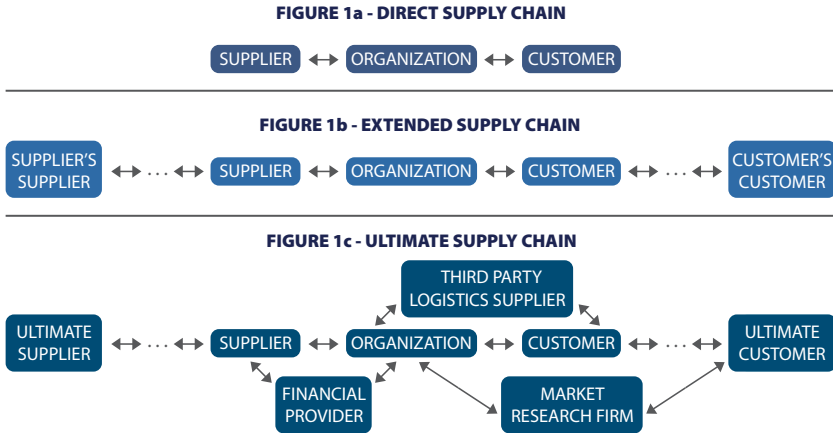 FIGURE 1a - DIRECT SUPPLY CHAIN
SUPPLIER
ORGANIZATION
CUSTOMER
FIGURE 1b - EXTENDED SUPPLY CHAIN
SUPPLIER'S
SUPPLIER
...
SUPPLIER
ORGANIZATION
CUSTOMER
...
CUSTOMER'S
CUSTOMER
FIGURE 1c - ULTIMATE SUPPLY CHAIN
THIRD PARTY
LOGISTICS SUPPLIER
ULTIMATE
SUPPLIER
...
SUPPLIER
ORGANIZATION
CUSTOMER
...
ULTIMATE
CUSTOMER
FINANCIAL
PROVIDER
MARKET
RESEARCH FIRM